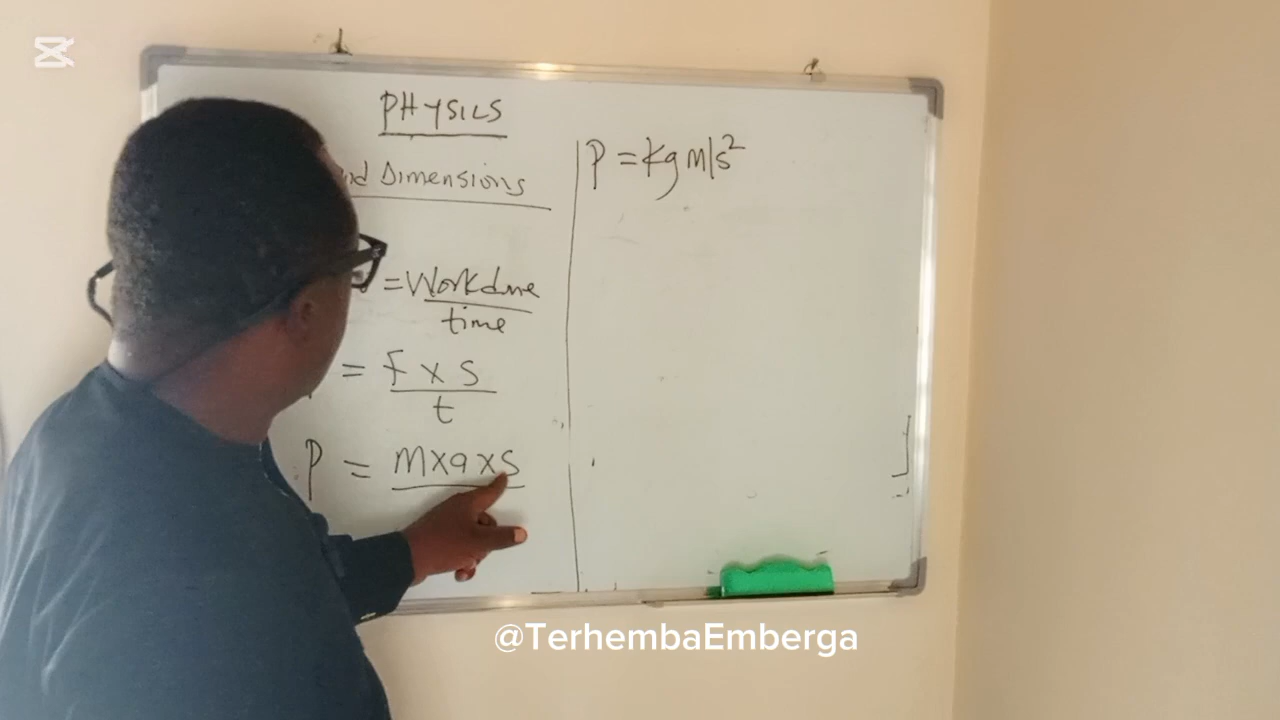 PHYSICS
nd Dimensions
= Workdone
time
= F x S
t
P = m x a x s
P = kgm/s²
@TerhembaEmberga